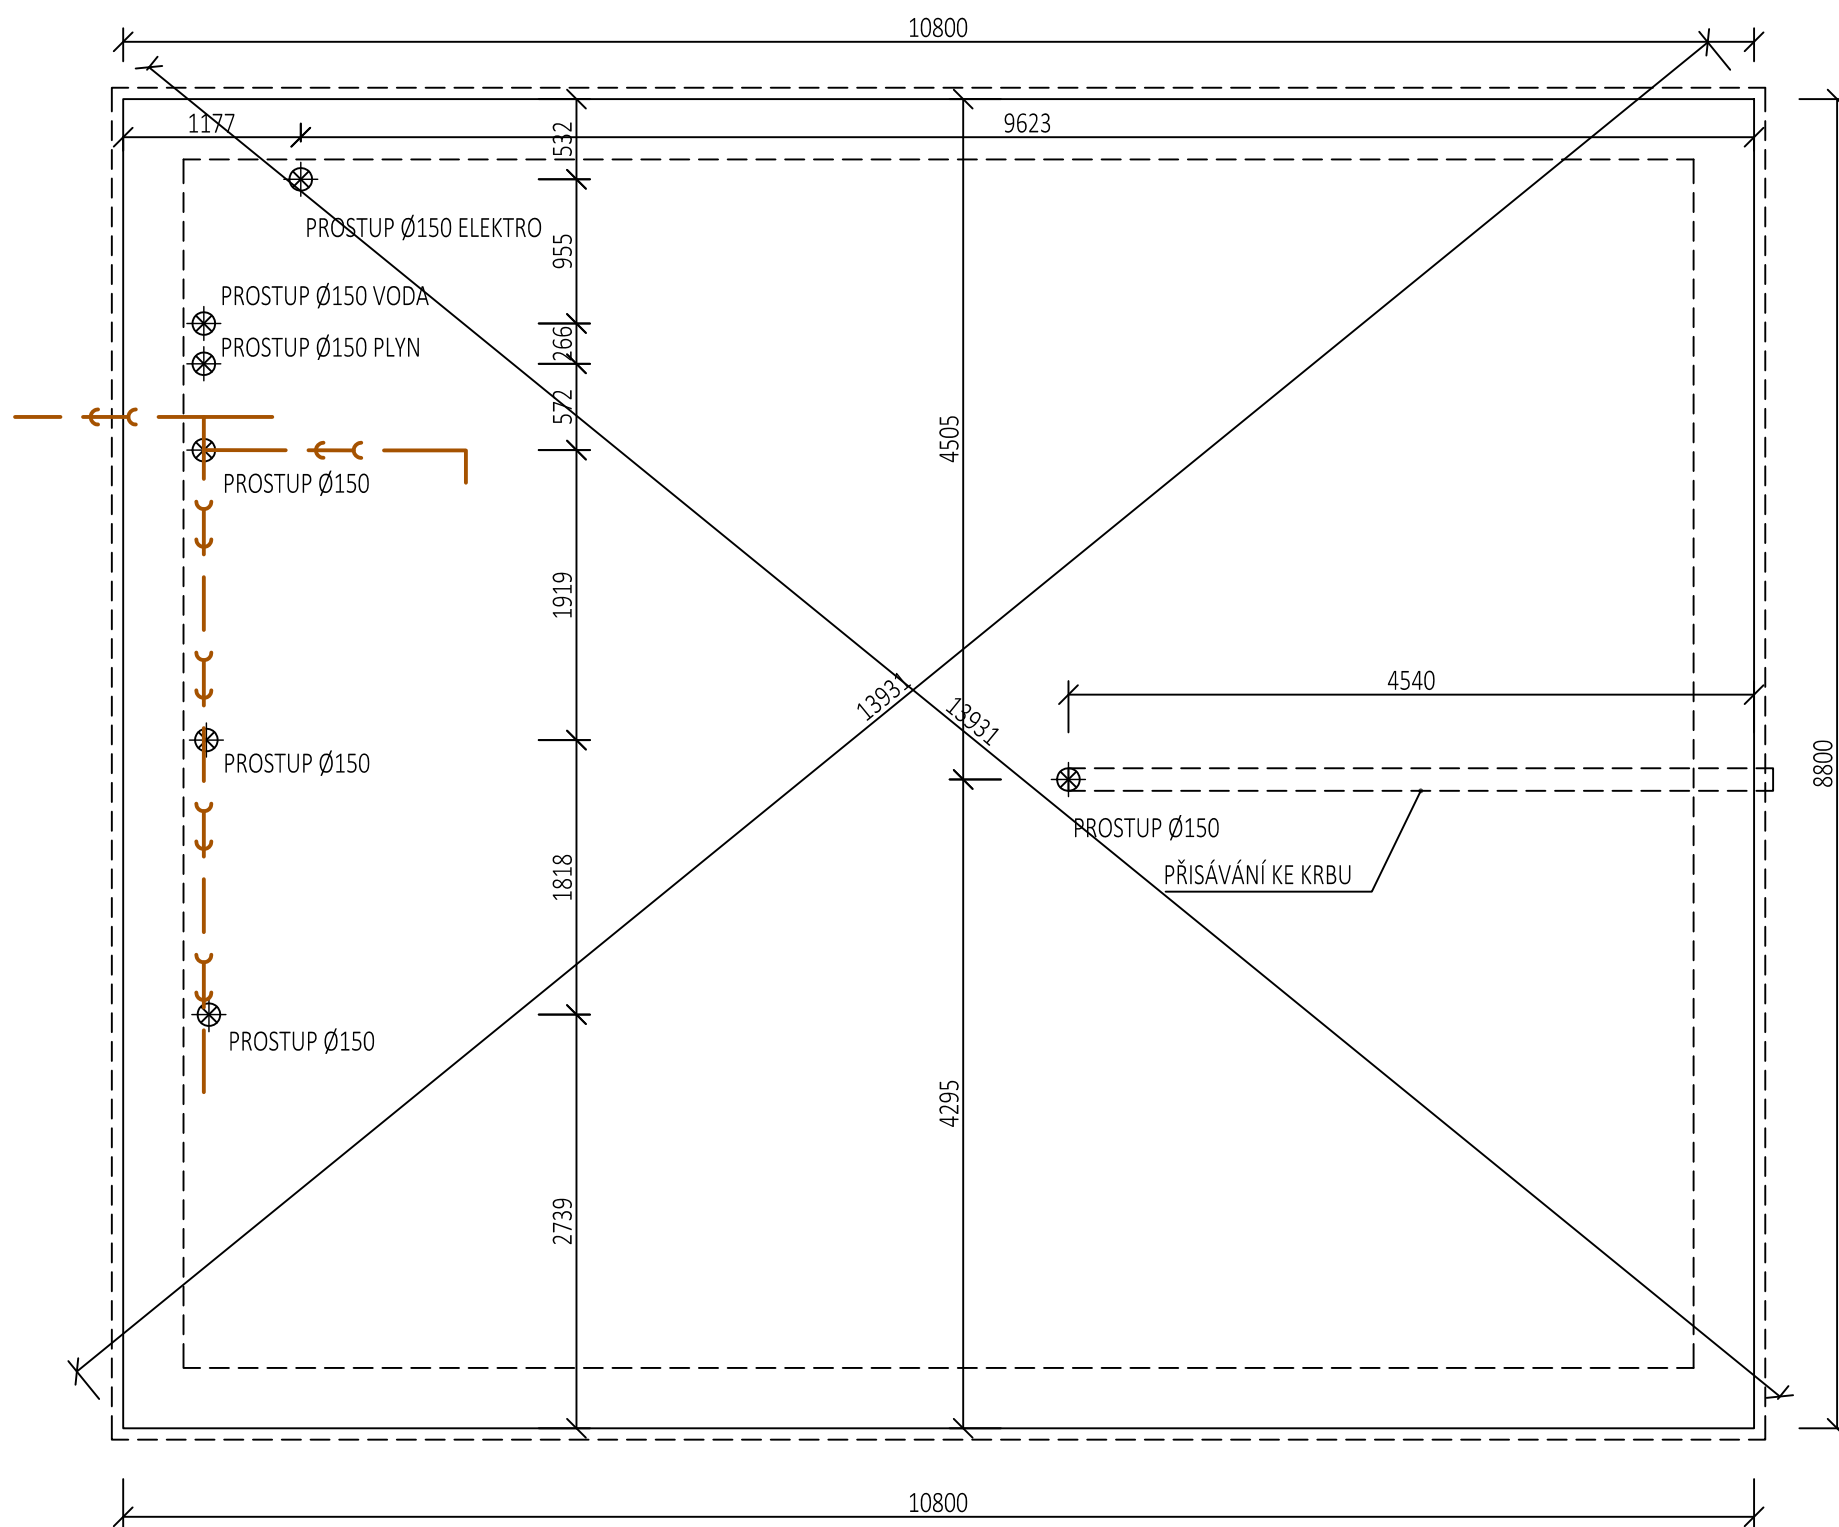 10800
1177
9623
532
PROSTUP Ø150 ELEKTRO
955
PROSTUP Ø150 VODA
266
PROSTUP Ø150 PLYN
572
4505
PROSTUP Ø150
1919
4540
13931
13931
PROSTUP Ø150
8800
PROSTUP Ø150
PŘISÁVÁNÍ KE KRBU
1818
PROSTUP Ø150
4295
2739
10800